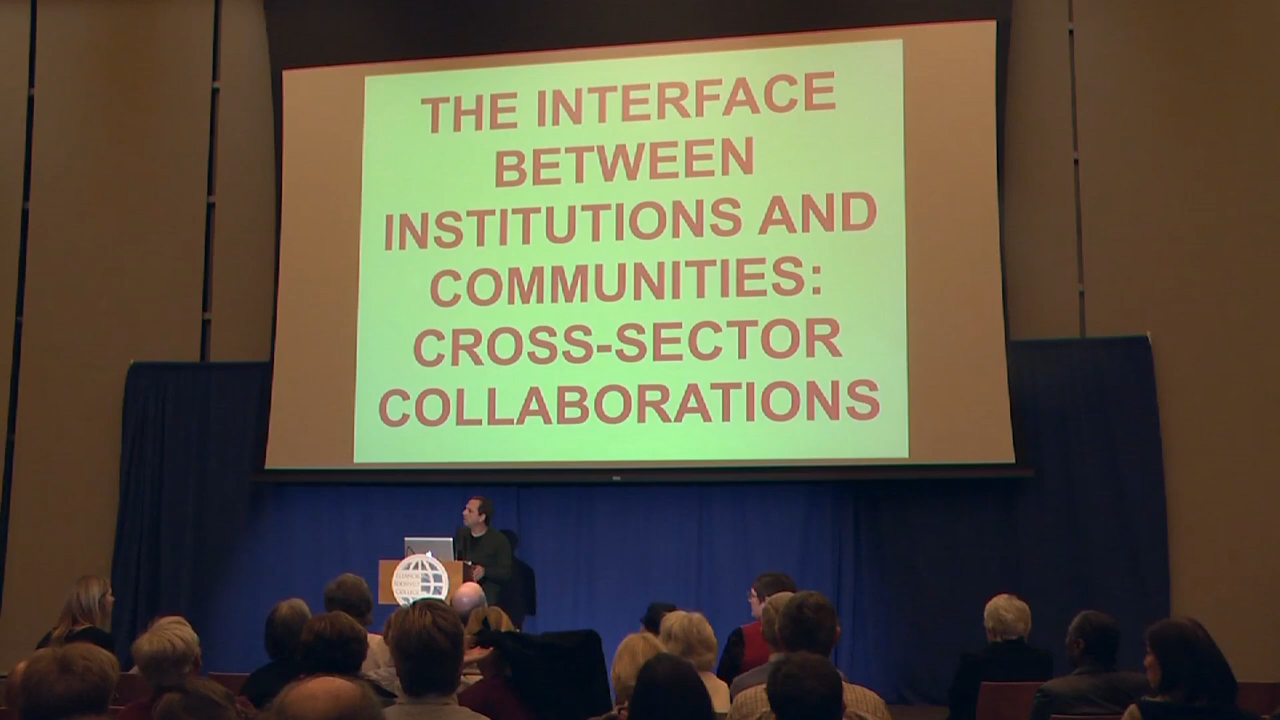 THE INTERFACE
BETWEEN
INSTITUTIONS AND
COMMUNITIES:
CROSS-SECTOR
COLLABORATIONS